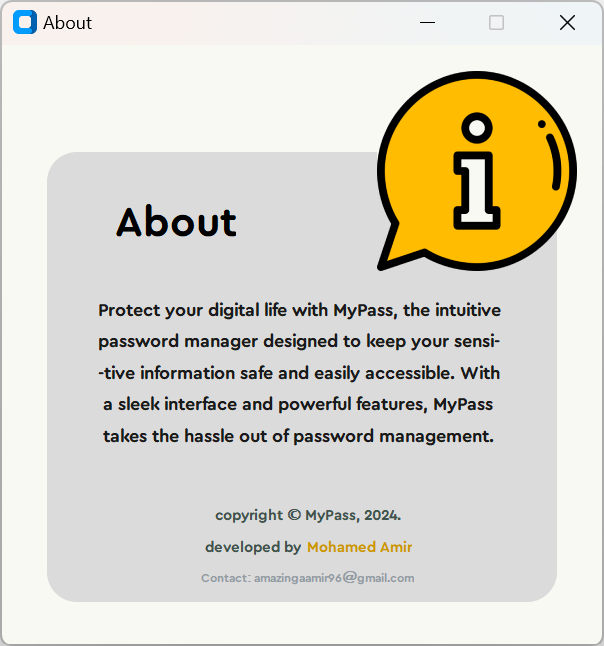 About
About
Protect your digital life with MyPass, the intuitive
password manager designed to keep your sensi-
-tive information safe and easily accessible. With
a sleek interface and powerful features, MyPass
takes the hassle out of password management.
copyright © MyPass, 2024.
developed by Mohamed Amir
Contact: amazingaamir96@gmail.com